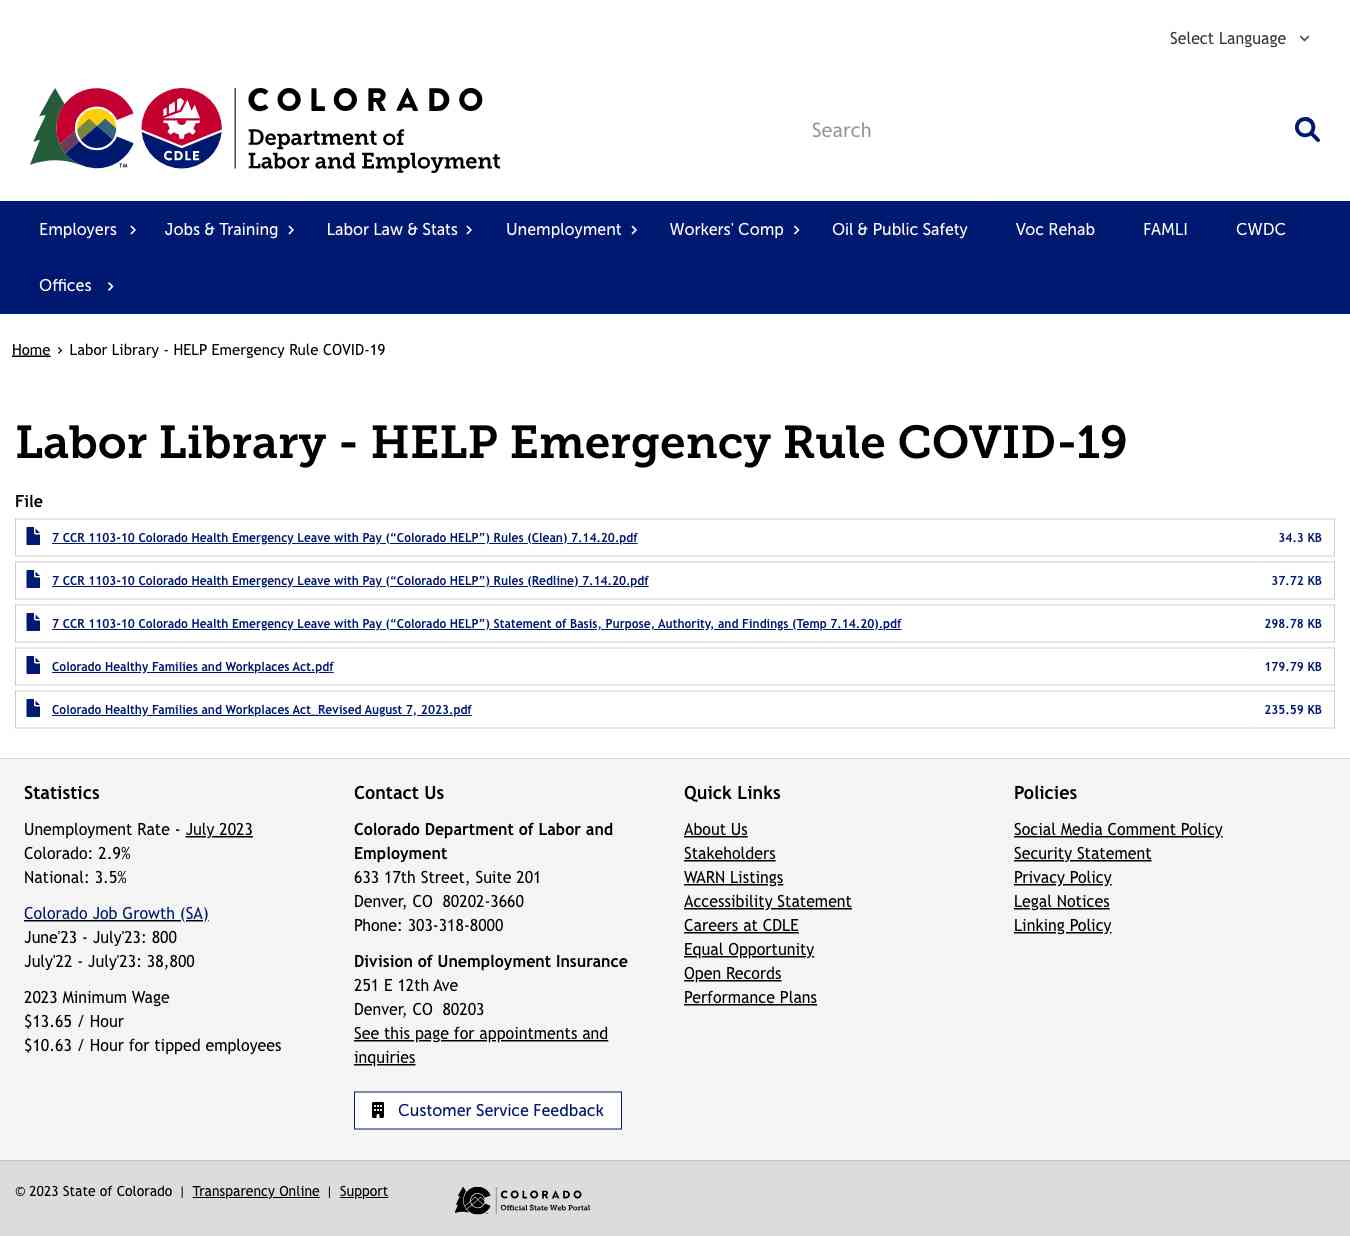 Select Language
COLORADO
Department of
Labor and Employment
CDLE
TM
Search
Employers
Jobs & Training
Labor Law & Stats
Unemployment
Workers' Comp
Oil & Public Safety
Voc Rehab
FAMLI
CWDC
Offices
Home › Labor Library - HELP Emergency Rule COVID-19
Labor Library - HELP Emergency Rule COVID-19
File
7 CCR 1103-10 Colorado Health Emergency Leave with Pay (“Colorado HELP”) Rules (Clean) 7.14.20.pdf 34.3 KB
7 CCR 1103-10 Colorado Health Emergency Leave with Pay (“Colorado HELP”) Rules (Redline) 7.14.20.pdf 37.72 KB
7 CCR 1103-10 Colorado Health Emergency Leave with Pay (“Colorado HELP”) Statement of Basis, Purpose, Authority, and Findings (Temp 7.14.20).pdf 298.78 KB
Colorado Healthy Families and Workplaces Act.pdf 179.79 KB
Colorado Healthy Families and Workplaces Act_Revised August 7, 2023.pdf 235.59 KB
Statistics
Unemployment Rate - July 2023
Colorado: 2.9%
National: 3.5%
Colorado Job Growth (SA)
June'23 - July'23: 800
July'22 - July'23: 38,800
2023 Minimum Wage
$13.65 / Hour
$10.63 / Hour for tipped employees
Contact Us
Colorado Department of Labor and
Employment
633 17th Street, Suite 201
Denver, CO  80202-3660
Phone: 303-318-8000
Division of Unemployment Insurance
251 E 12th Ave
Denver, CO  80203
See this page for appointments and
inquiries
Customer Service Feedback
Quick Links
About Us
Stakeholders
WARN Listings
Accessibility Statement
Careers at CDLE
Equal Opportunity
Open Records
Performance Plans
Policies
Social Media Comment Policy
Security Statement
Privacy Policy
Legal Notices
Linking Policy
© 2023 State of Colorado | Transparency Online | Support
COLORADO
Official State Web Portal